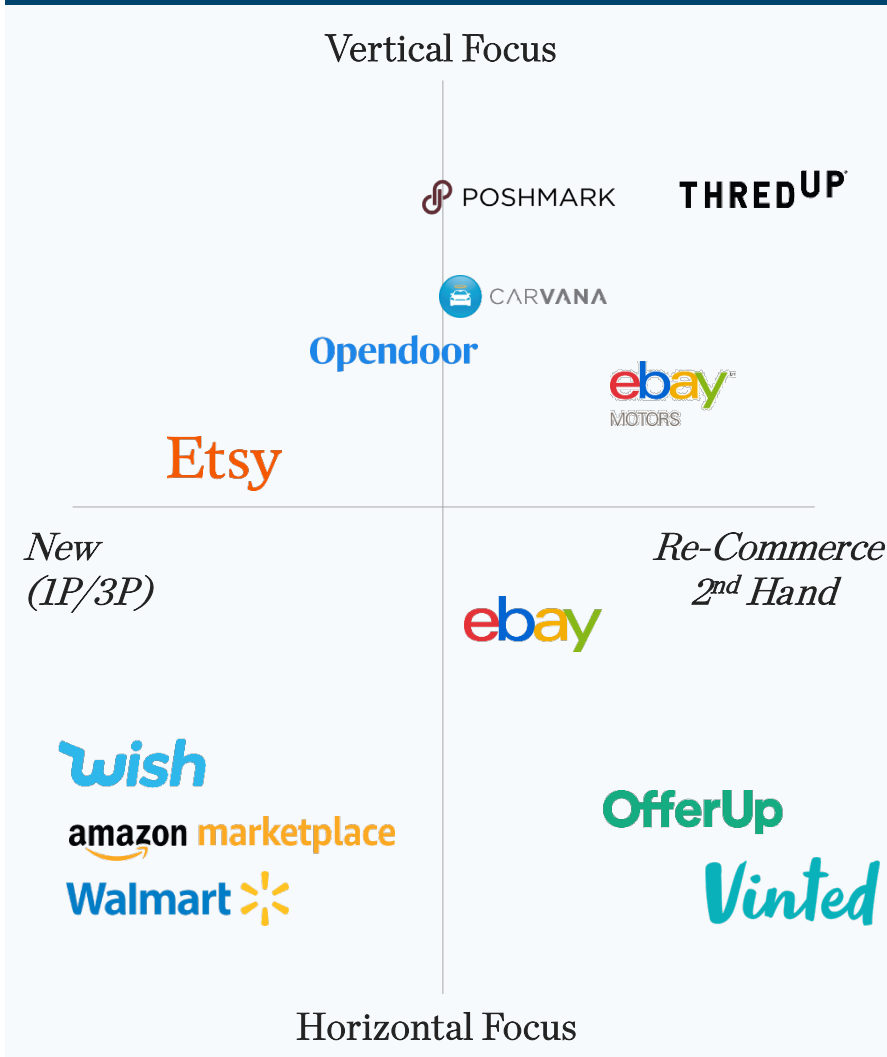 Vertical Focus
POSHMARK
THREDUP
CARVANA
Opendoor
ebay
MOTORS
Etsy
New
(1P/3P)
Re-Commerce
2nd Hand
ebay
wish
OfferUp
amazon marketplace
Vinted
Walmart
Horizontal Focus